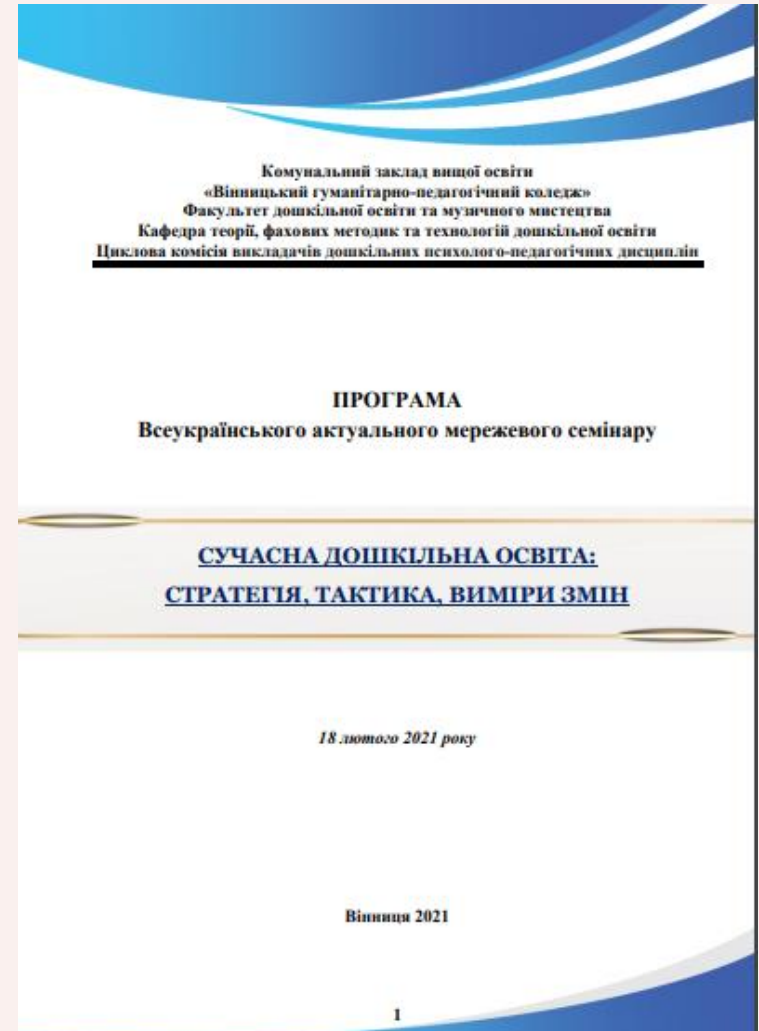 Комунальний заклад вищої освіти
«Вінницький гуманітарно-педагогічний коледж»
Факультет дошкільної освіти та музичного мистецтва
Кафедра теорії, фахових методик та технологій дошкільної освіти
Циклова комісія викладачів дошкільних психолого-педагогічних дисциплін
ПРОГРАМА
Всеукраїнського актуального мережевого семінару
СУЧАСНА ДОШКІЛЬНА ОСВІТА:
СТРАТЕГІЯ, ТАКТИКА, ВИМІРИ ЗМІН
18 лютого 2021 року
Вінниця 2021
1